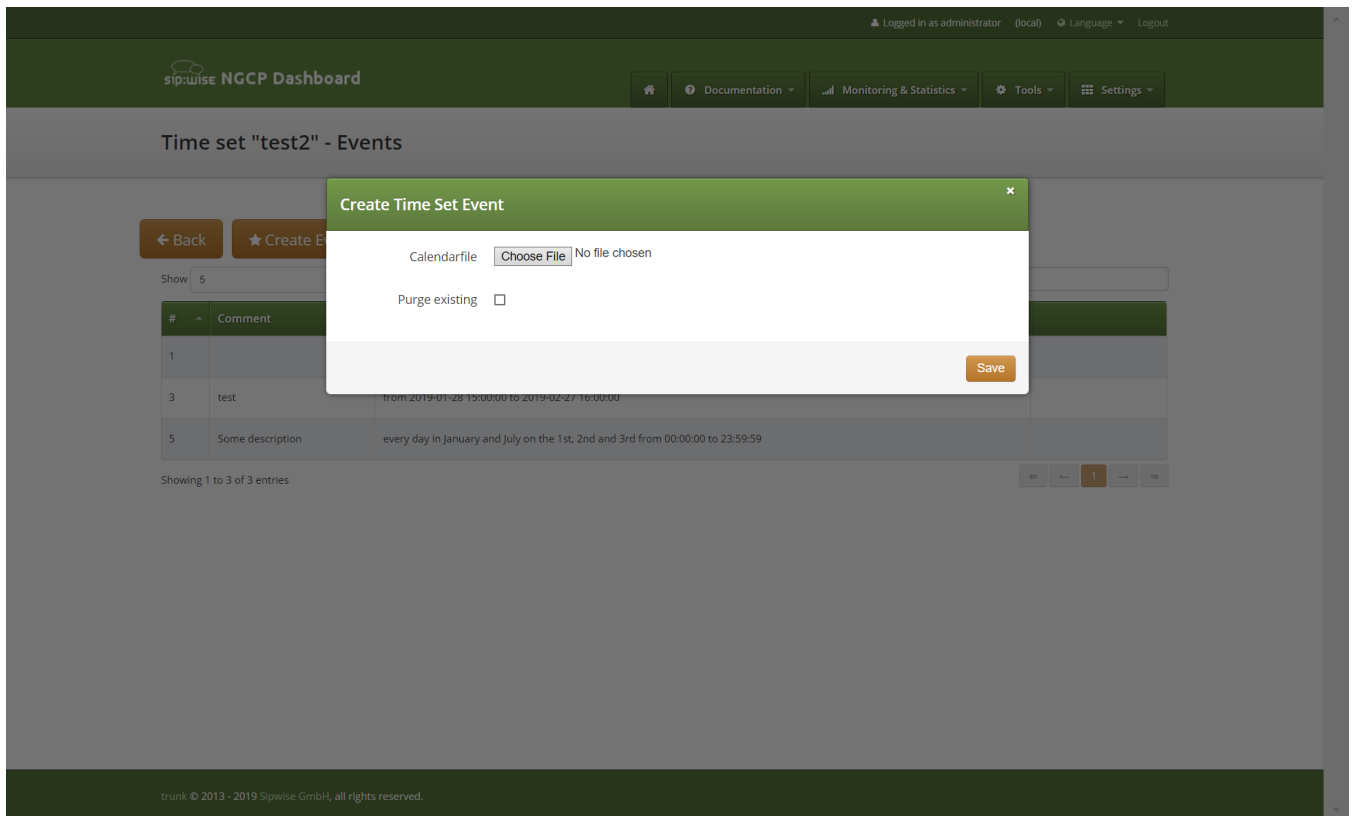 Logged in as administrator (local) Language Logout
sip:wise NGCP Dashboard
Documentation Monitoring & Statistics Tools Settings
Time set "test2" - Events
Create Time Set Event
Back Create E
Calendarfile Choose File No file chosen
Show 5
Purge existing
# Comment
1
Save
3 test from 2019-01-28 15:00:00 to 2019-02-27 16:00:00
5 Some description every day in January and July on the 1st, 2nd and 3rd from 00:00:00 to 23:59:59
Showing 1 to 3 of 3 entries 1
trunk © 2013 - 2019 Sipwise GmbH, all rights reserved.